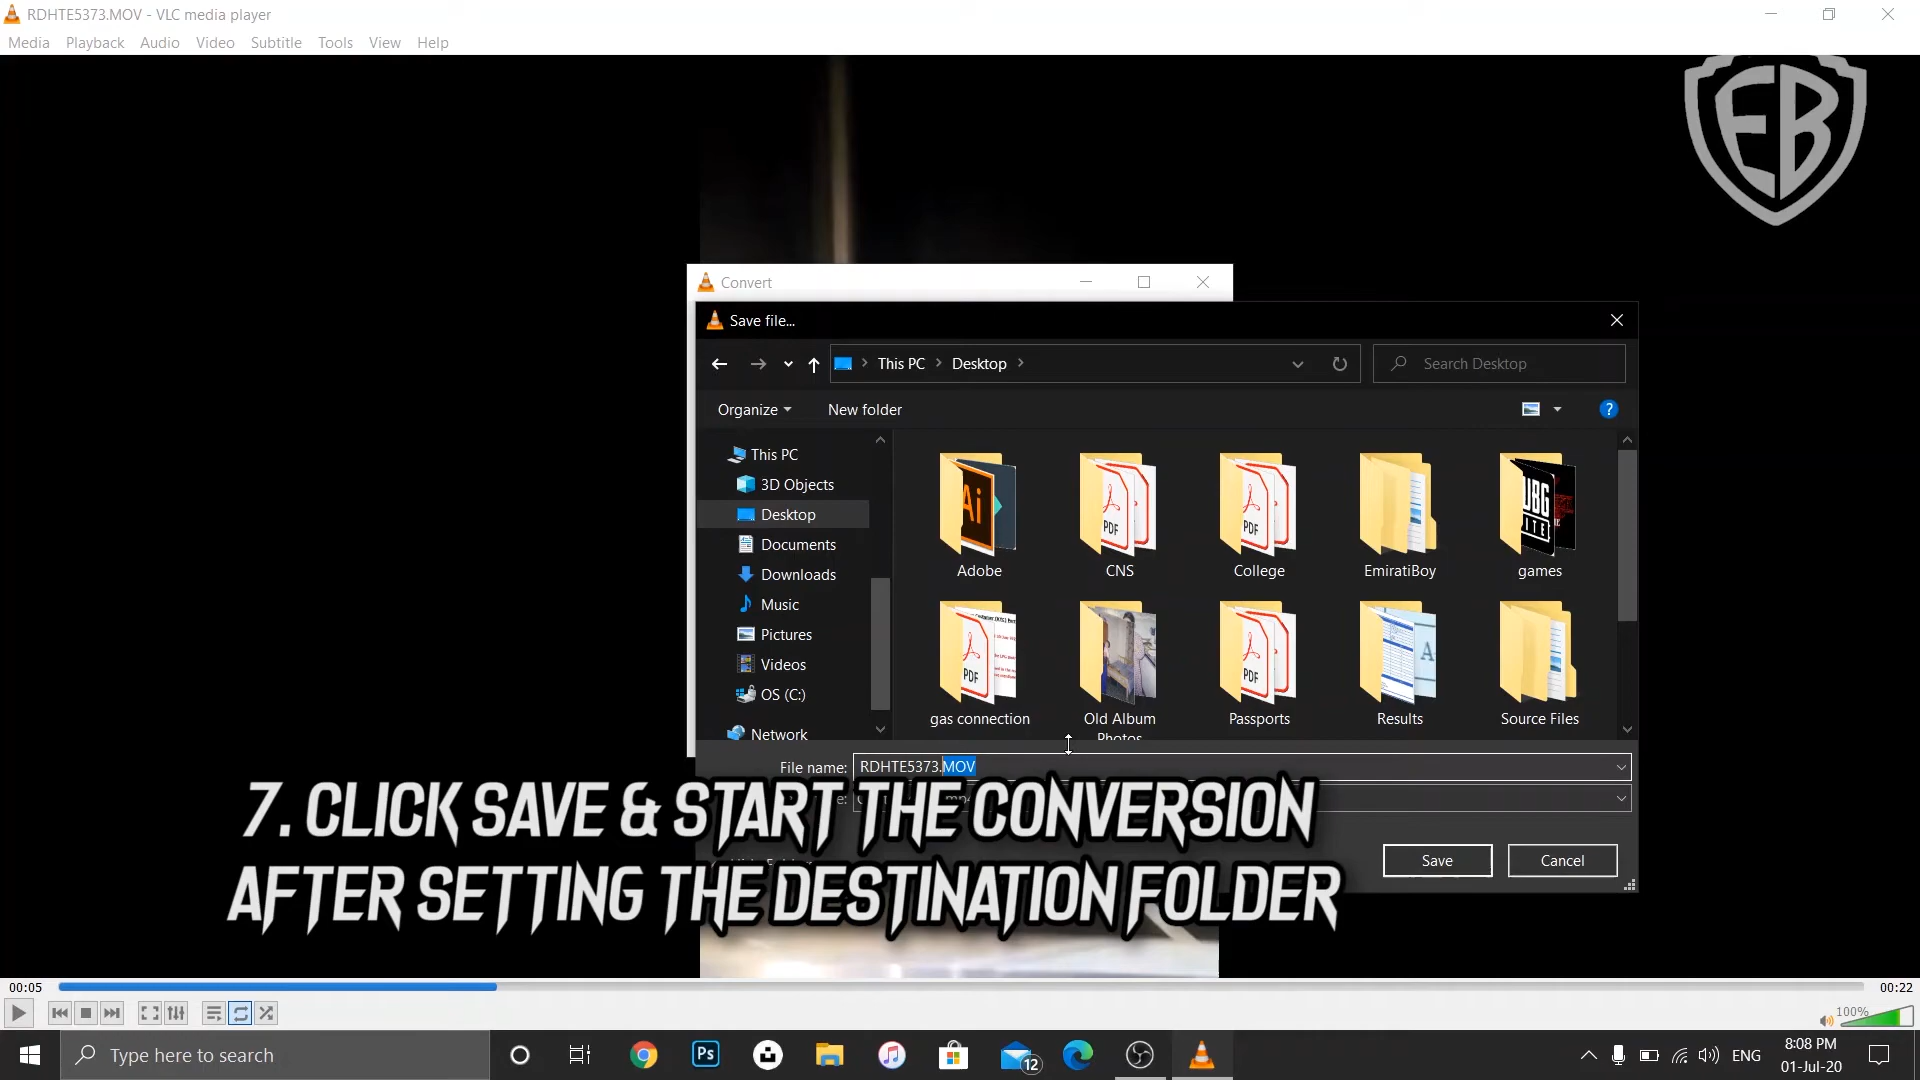 RDHTE5373.MOV - VLC media player
Media Playback Audio Video Subtitle Tools View Help
EB
Convert
Save file...
This PC Desktop
Search Desktop
Organize New folder
This PC
3D Objects
Desktop
Documents
Downloads
Music
Pictures
Videos
OS (C:)
Network
Adobe CNS College EmiratiBoy games
gas connection Old Album Photos Passports Results Source Files
File name: RDHTE5373.MOV
7. CLICK SAVE & START THE CONVERSION
AFTER SETTING THE DESTINATION FOLDER
Save Cancel
00:05 00:22
100%
Type here to search
Ps
12
ENG
8:08 PM
01-Jul-20